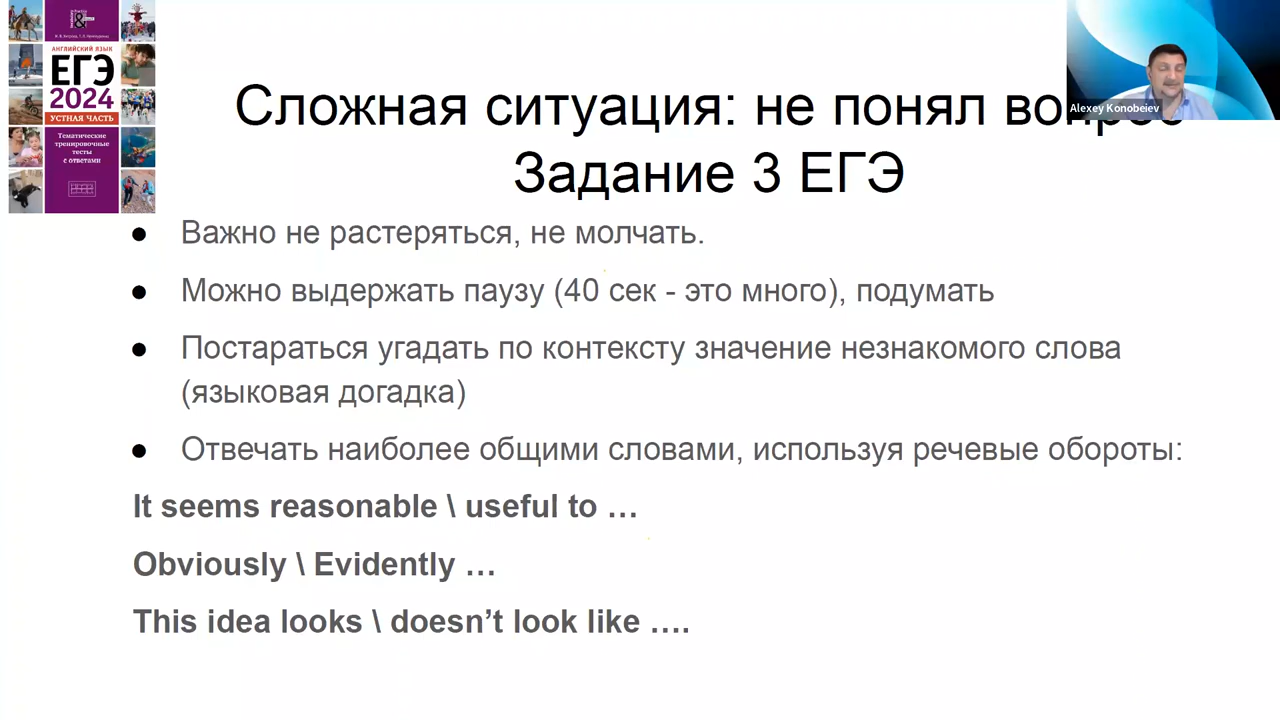 АНГЛИЙСКИЙ ЯЗЫК
ЕГЭ
2024
УСТНАЯ ЧАСТЬ
Тематические
тренировочные
тесты
с ответами
Alexey Konobeiev
Сложная ситуация: не понял вопрос
Задание 3 ЕГЭ
● Важно не растеряться, не молчать.
● Можно выдержать паузу (40 сек - это много), подумать
● Постараться угадать по контексту значение незнакомого слова
(языковая догадка)
● Отвечать наиболее общими словами, используя речевые обороты:
It seems reasonable \ useful to …
Obviously \ Evidently …
This idea looks \ doesn’t look like ….